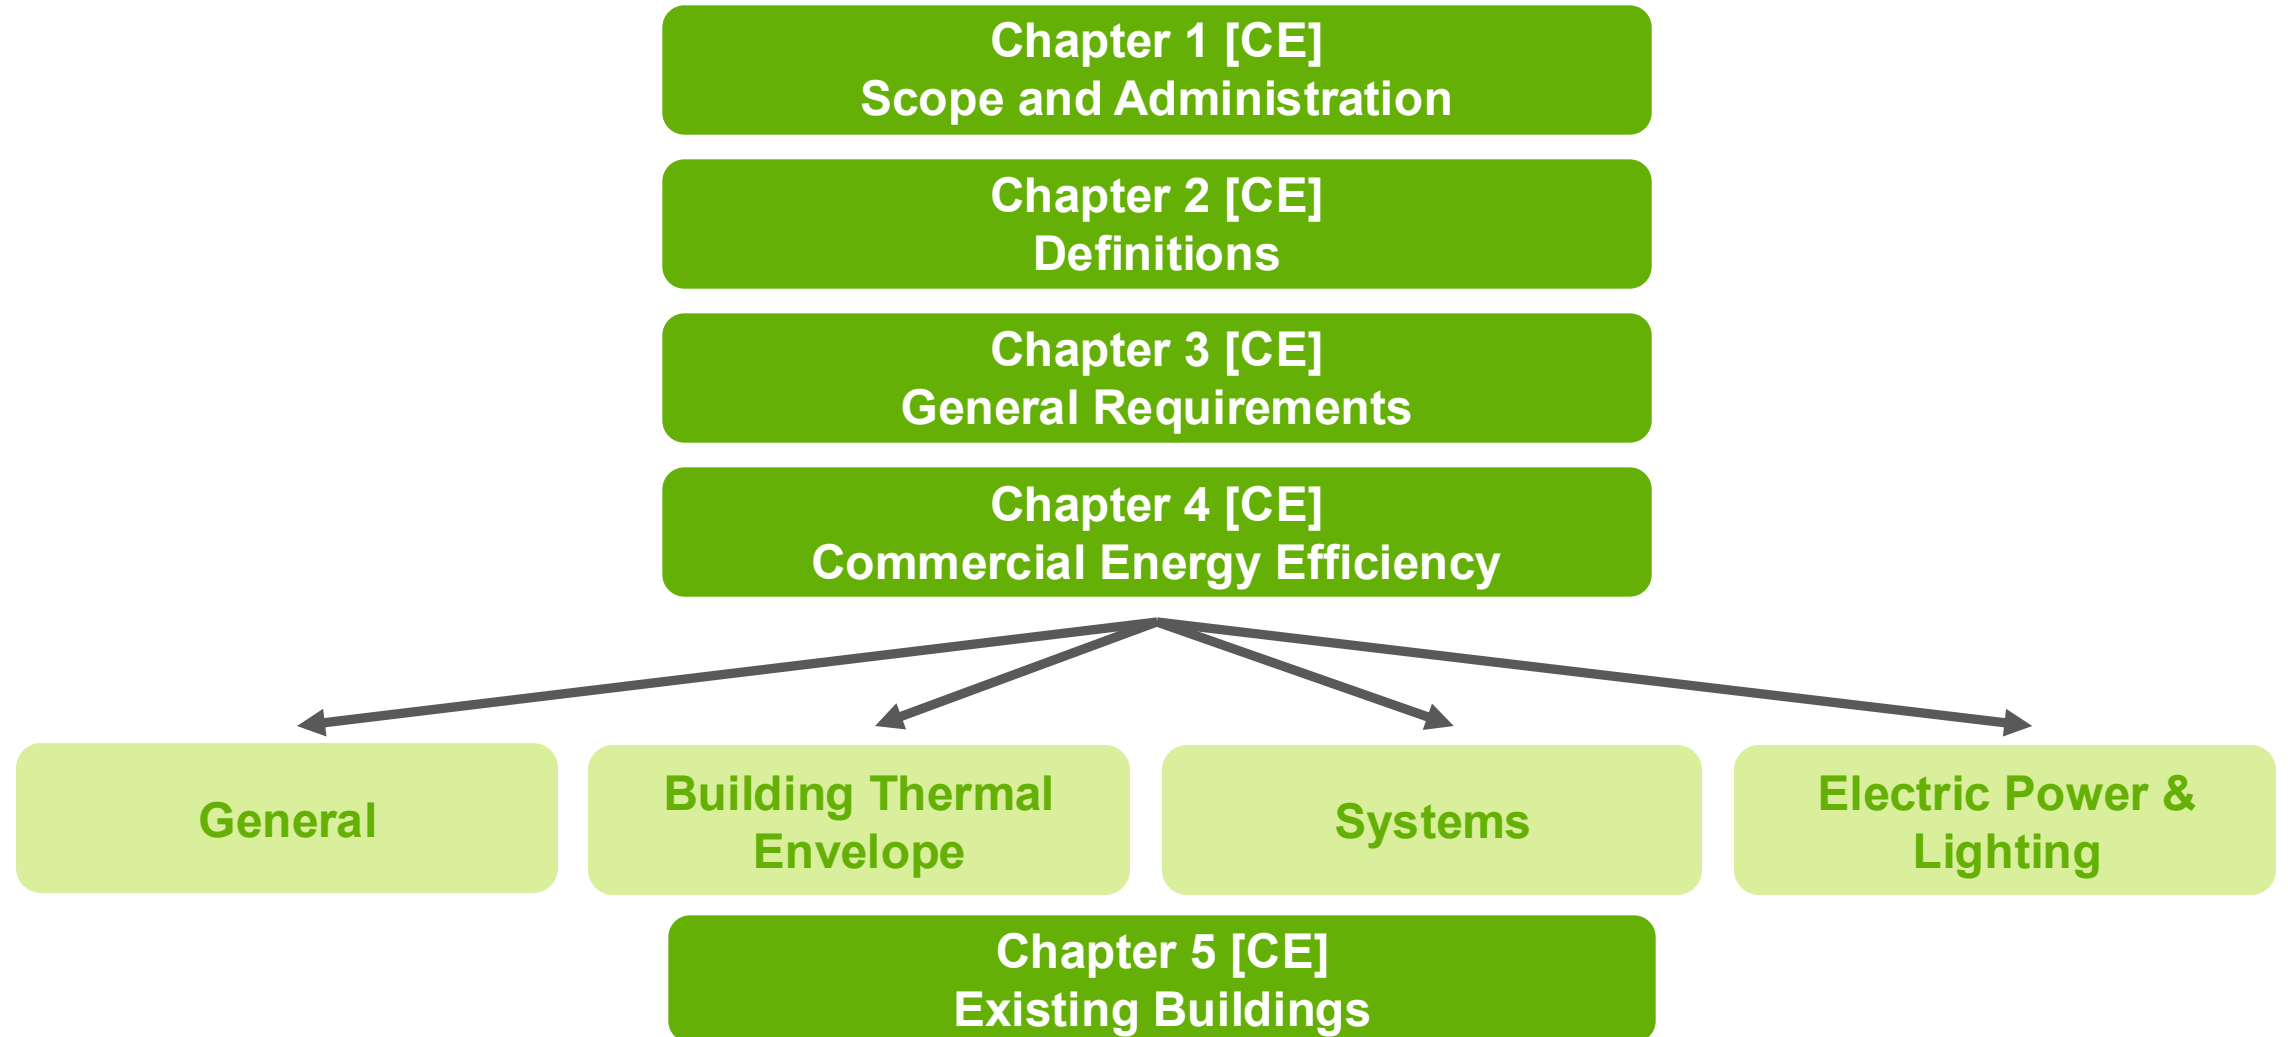 Chapter 1 [CE]
Scope and Administration
Chapter 2 [CE]
Definitions
Chapter 3 [CE]
General Requirements
Chapter 4 [CE]
Commercial Energy Efficiency
General
Building Thermal
Envelope
Systems
Electric Power &
Lighting
Chapter 5 [CE]
Existing Buildings